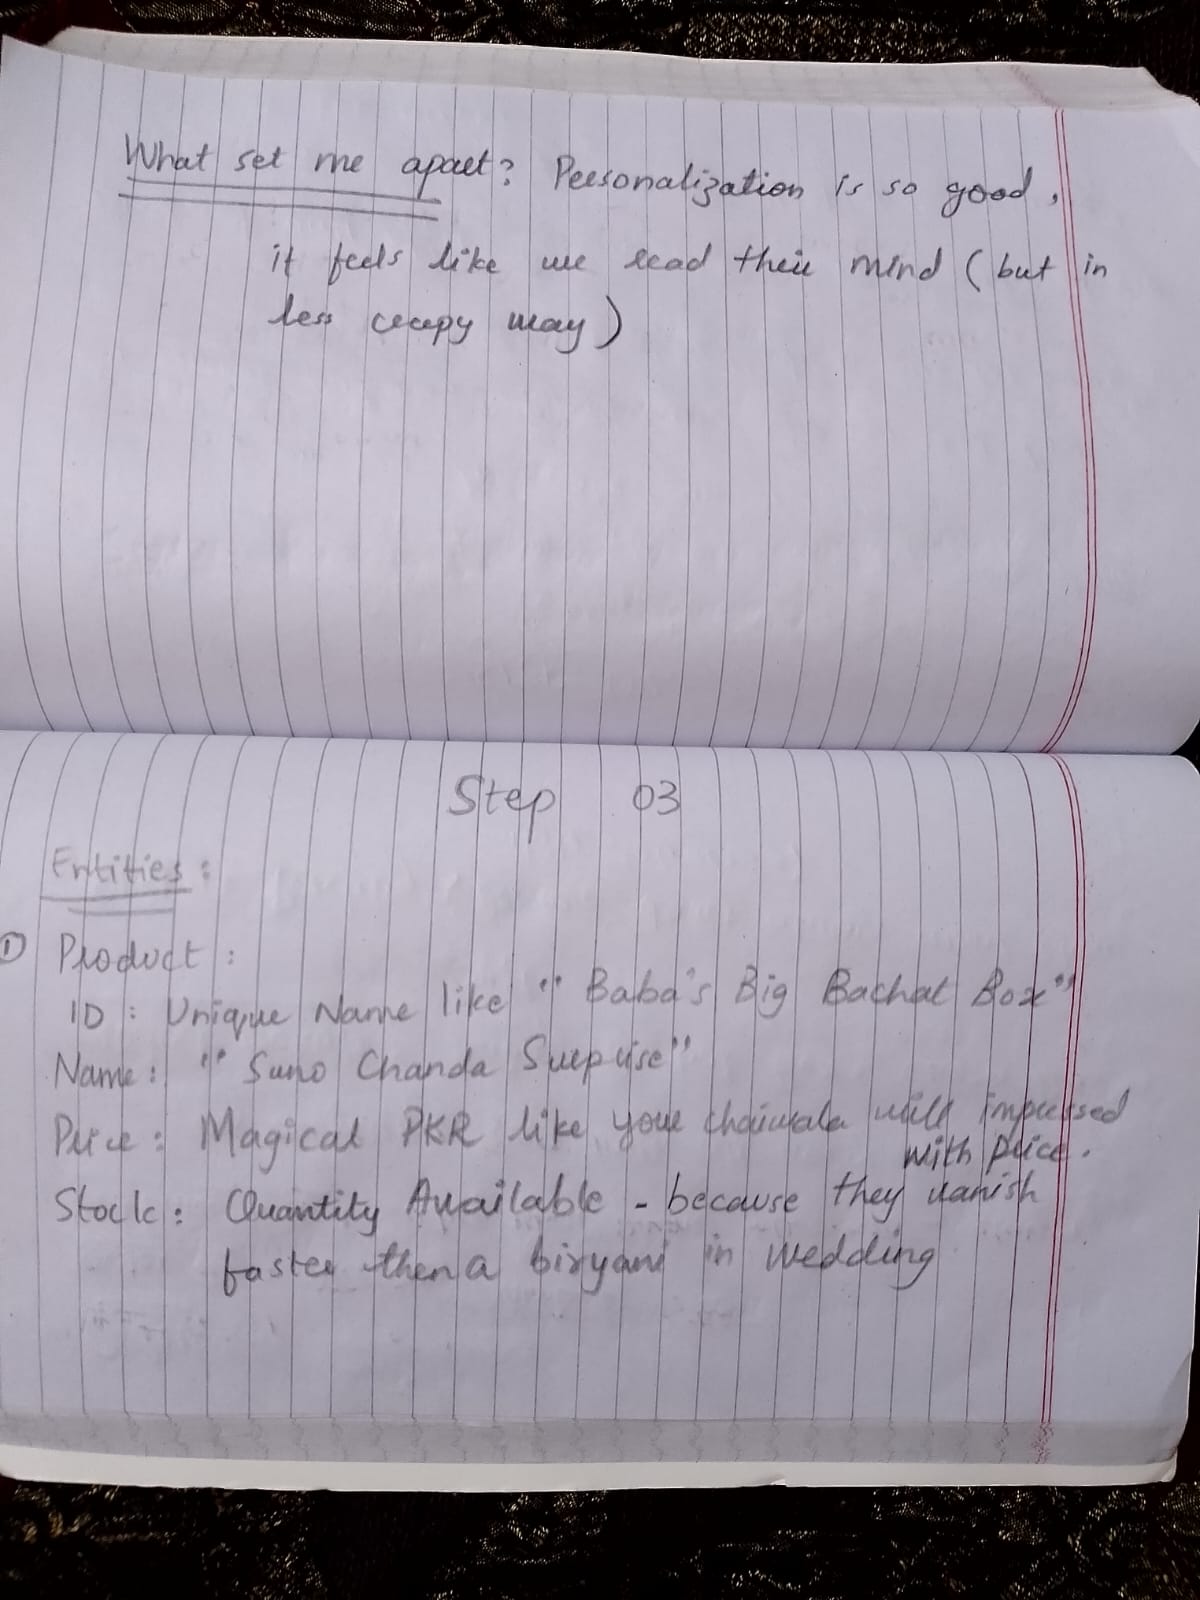 What set me apart? Personalization is so good,
it feels like we read their mind (but in
less creepy way)
Step 03
Entities:
① Product:
ID: Unique Name like "Baba's Big Bachat Box"
Name: "Suno Chanda Surprise"
Price: Magical PKR like your chaiwala will impressed
with price.
Stock: Quantity Available - because they vanish
faster then a biryani in wedding